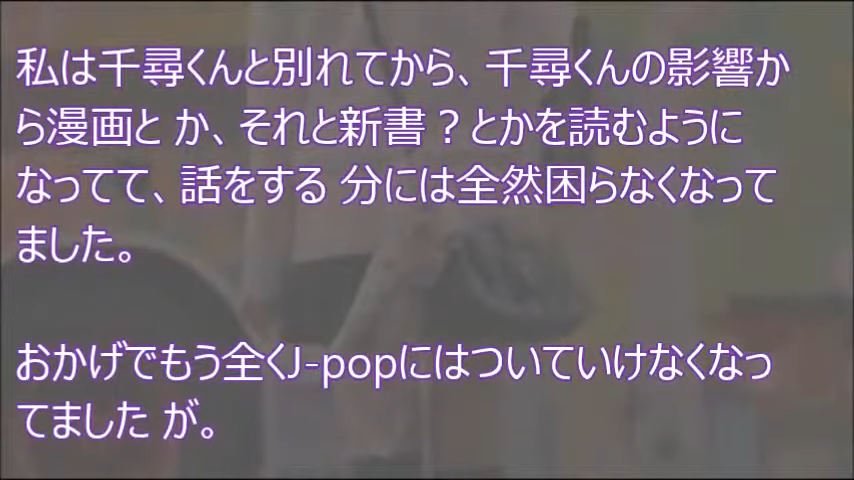 私は千尋くんと別れてから、千尋くんの影響か
ら漫画と か、それと新書？とかを読むように
なってて、話をする 分には全然困らなくなって
ました。
おかげでもう全くJ-popにはついていけなくなっ
てました が。